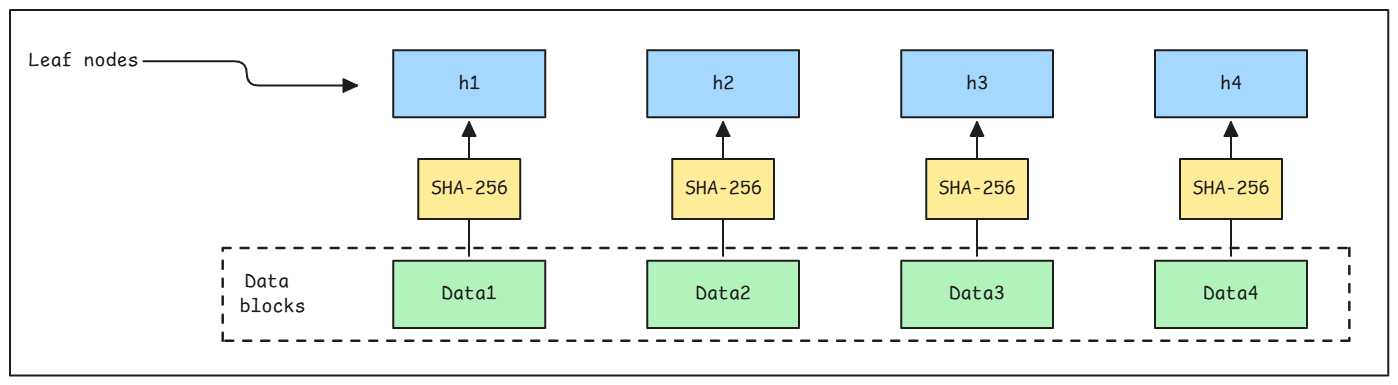 Leaf nodes
h1
h2
h3
h4
SHA-256
SHA-256
SHA-256
SHA-256
Data
blocks
Data1
Data2
Data3
Data4